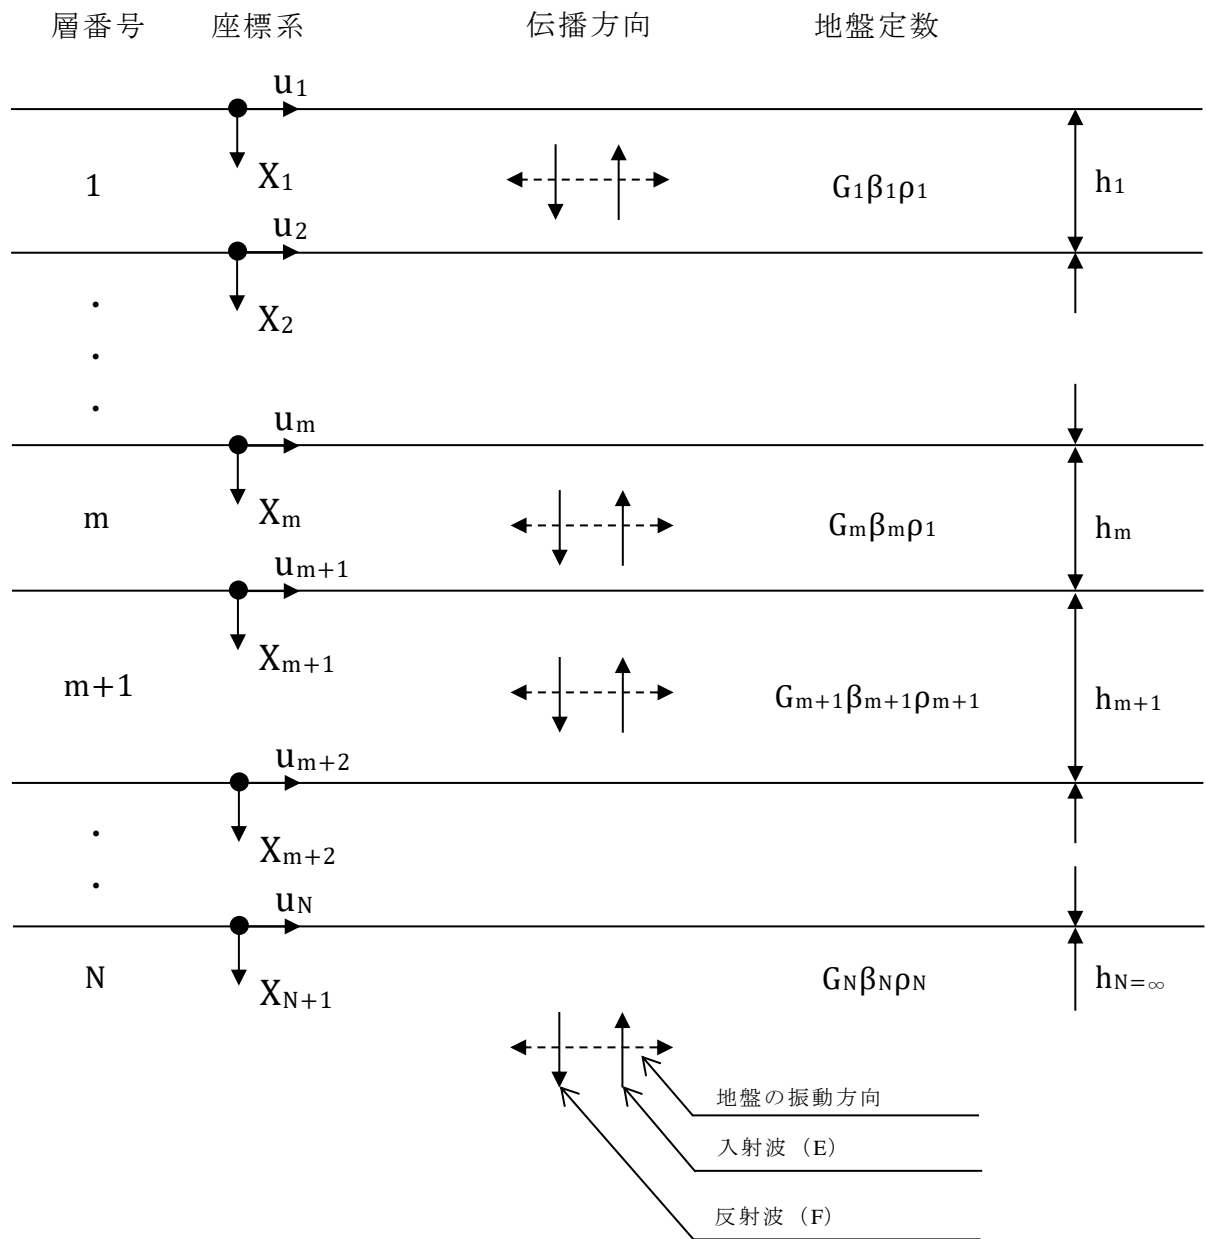 層番号 座標系 伝播方向 地盤定数
u1
X1
1
G1β1ρ1
h1
u2
X2
・
・
・
um
Xm
m
Gmβmρ1
hm
um+1
Xm+1
m+1
Gm+1βm+1ρm+1
hm+1
um+2
Xm+2
・
・
uN
N
XN+1
GNβNρN
hN=∞
地盤の振動方向
入射波（E）
反射波（F）